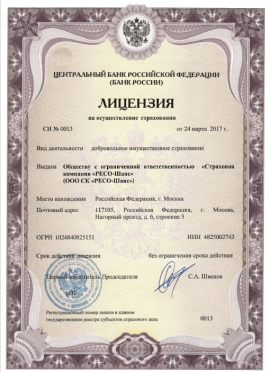 ЦЕНТРАЛЬНЫЙ БАНК РОССИЙСКОЙ ФЕДЕРАЦИИ
(БАНК РОССИИ)
ЛИЦЕНЗИЯ
на осуществление страхования
СИ № 0013 от 24 марта 2017 г.
Вид деятельности добровольное имущественное страхование
Выдана Обществу с ограниченной ответственностью «Страховая
компания «РЕСО-Шанс»
(ООО СК «РЕСО-Шанс»)
Место нахождения Российская Федерация, г. Москва
Почтовый адрес: 117105, Российская Федерация, г. Москва,
Нагорный проезд, д. 6, строение 3
ОГРН 1024840825151 ИНН 4825002743
Срок действия лицензии без ограничения срока действия
Первый заместитель Председателя С.А. Швецов
Регистрационный номер записи в едином
государственном реестре субъектов страхового дела 0013